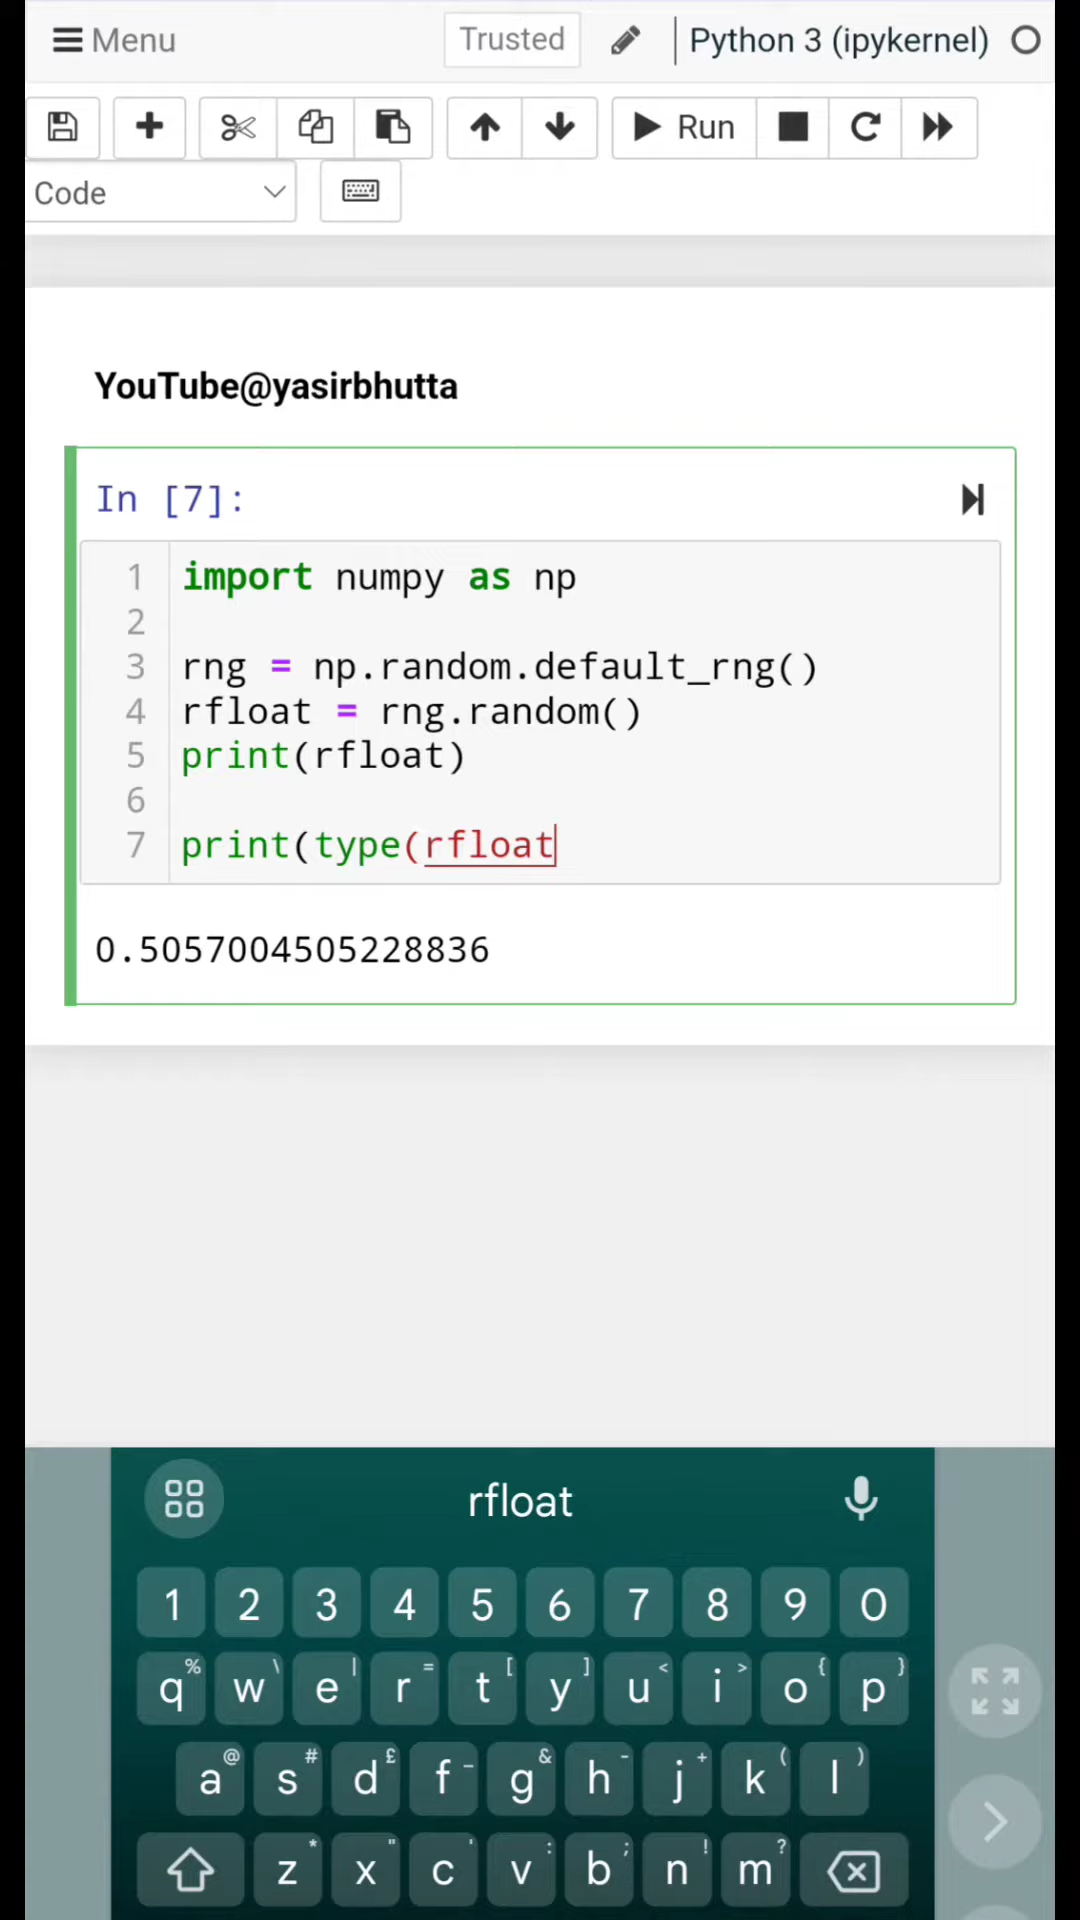 Menu Trusted Python 3 (ipykernel)
Run
Code
YouTube@yasirbhutta
In [7]:
1 import numpy as np
2
3 rng = np.random.default_rng()
4 rfloat = rng.random()
5 print(rfloat)
6
7 print(type(rfloat
0.5057004505228836
rfloat
1 2 3 4 5 6 7 8 9 0
q% w\ e| r= t[ y] u< i> o{ p}
a@ s# d£ f_ g& h- j+ k( l)
z* x" c' v: b; n! m?